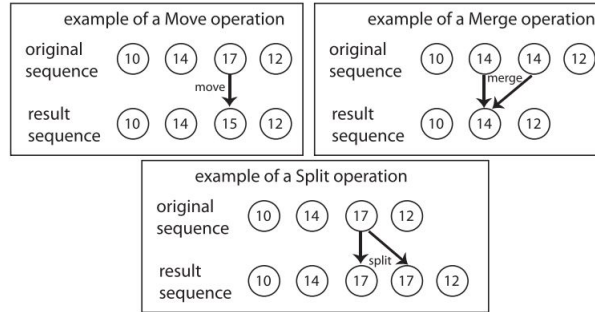 example of a Move operation
original sequence 10 14 17 12
move
result sequence 10 14 15 12
example of a Merge operation
original sequence 10 14 14 12
merge
result sequence 10 14 12
example of a Split operation
original sequence 10 14 17 12
split
result sequence 10 14 17 17 12